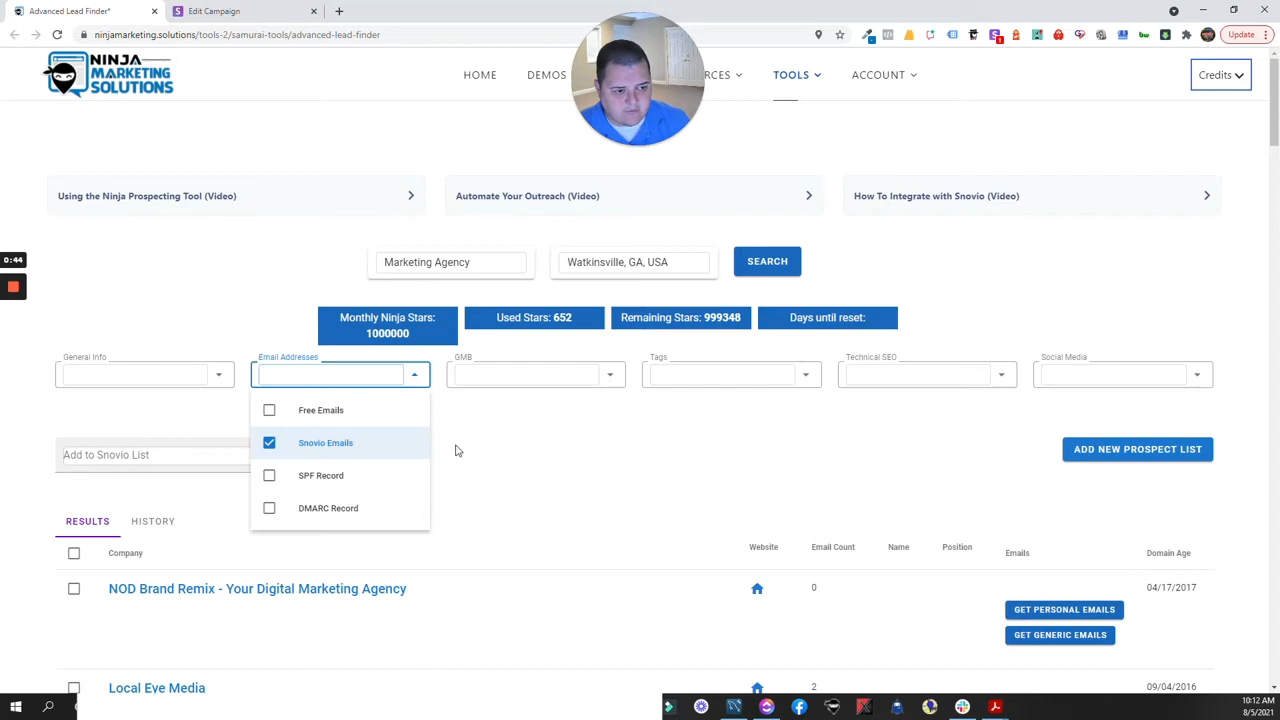 Advanced Lead Finder*
Edit Campaign
ninjamarketing.solutions/tools-2/samurai-tools/advanced-lead-finder
Update
NINJA
MARKETING
SOLUTIONS
HOME
DEMOS
RCES
TOOLS
ACCOUNT
Credits
Using the Ninja Prospecting Tool (Video)
Automate Your Outreach (Video)
How To Integrate with Snovio (Video)
0:44
Marketing Agency
Watkinsville, GA, USA
SEARCH
Monthly Ninja Stars:
1000000
Used Stars: 652
Remaining Stars: 999348
Days until reset:
General Info
Email Addresses
GMB
Tags
Technical SEO
Social Media
Free Emails
Snovio Emails
SPF Record
DMARC Record
Add to Snovio List
ADD NEW PROSPECT LIST
RESULTS
HISTORY
Company
Website
Email Count
Name
Position
Emails
Domain Age
NOD Brand Remix - Your Digital Marketing Agency
0
04/17/2017
GET PERSONAL EMAILS
GET GENERIC EMAILS
Local Eye Media
2
09/04/2016
10:12 AM
8/5/2021